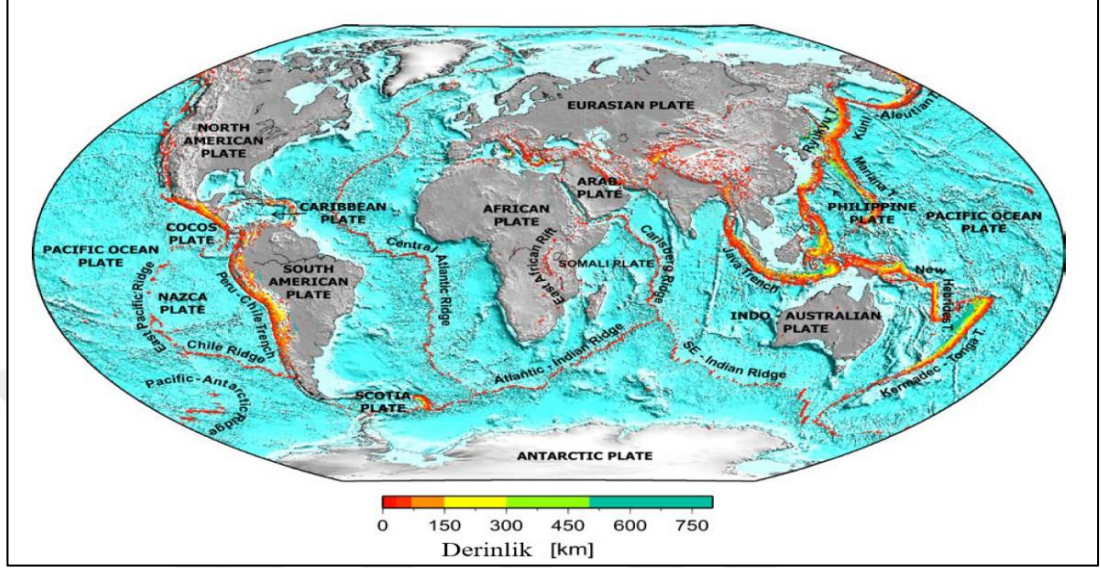 EURASIAN PLATE
NORTH
AMERICAN
PLATE
Ryukyu T.
Kuril
-Aleutian T.
ARAB
PLATE
Mariana T.
CARIBBEAN
PLATE
AFRICAN
PLATE
PHILIPPINE
PLATE
PACIFIC OCEAN
PLATE
COCOS
PLATE
PACIFIC OCEAN
PLATE
Central
Atlantic Ridge
East African Rift
SOMALI PLATE
Carlsberg Ridge
Java Trench
New
Hebrides T.
SOUTH
AMERICAN
PLATE
Peru-Chile Trench
NAZCA
PLATE
East Pacific Ridge
INDO
AUSTRALIAN
PLATE
Chile Ridge
Atlantic-Indian Ridge
SE-Indian Ridge
Kermadec-Tonga T.
Pacific-Antarctic
Ridge
SCOTIA
PLATE
ANTARCTIC PLATE
0 150 300 450 600 750
Derinlik [km]